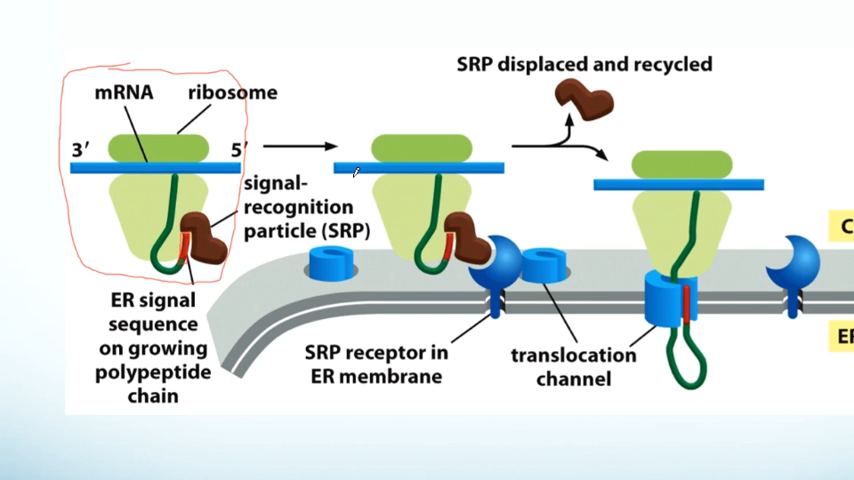 SRP displaced and recycled
mRNA
ribosome
3′
5′
signal-
recognition
particle (SRP)
ER signal
sequence
on growing
polypeptide
chain
SRP receptor in
ER membrane
translocation
channel
C